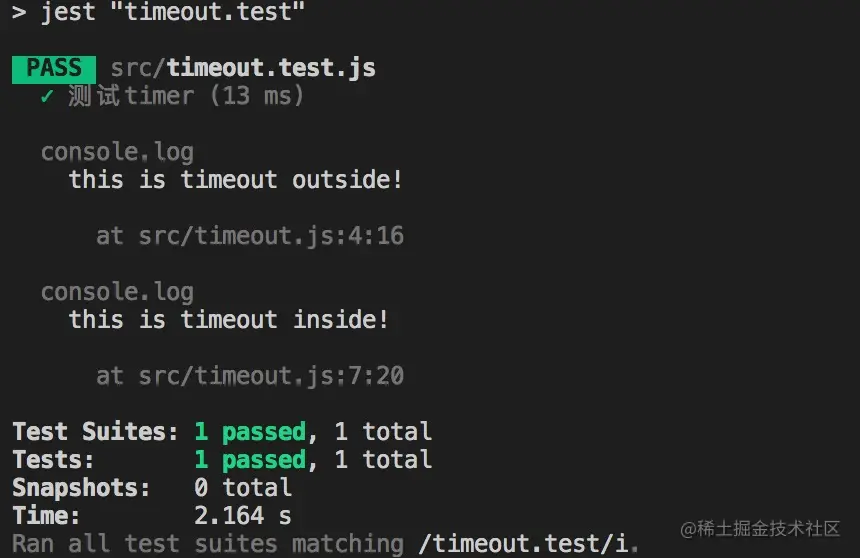 > jest "timeout.test"
PASS src/timeout.test.js
✓ 测试timer (13 ms)
console.log
this is timeout outside!
at src/timeout.js:4:16
console.log
this is timeout inside!
at src/timeout.js:7:20
Test Suites: 1 passed, 1 total
Tests: 1 passed, 1 total
Snapshots: 0 total
Time: 2.164 s
Ran all test suites matching /timeout.test/i.
@稀土掘金技术社区